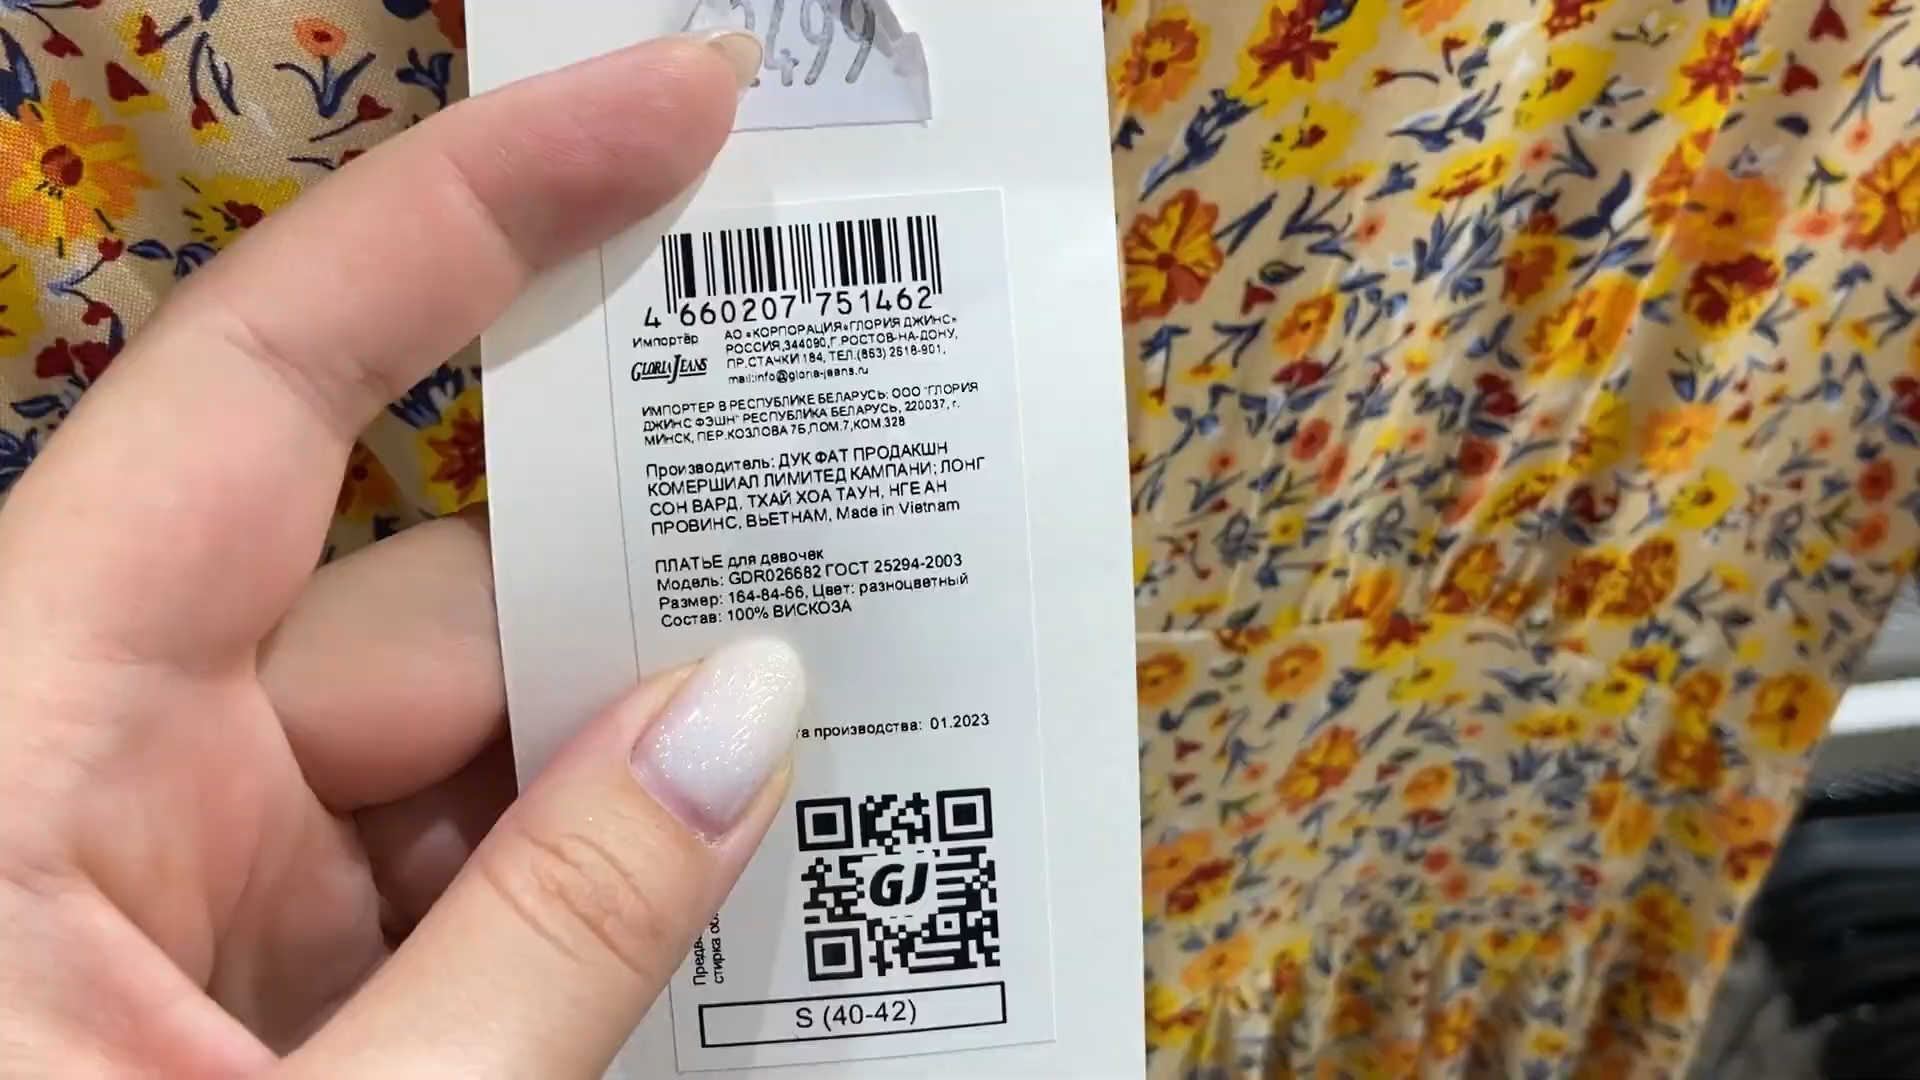 2499
4 660207 751462
Импортёр
АО «КОРПОРАЦИЯ«ГЛОРИЯ ДЖИНС»
РОССИЯ,344090,Г.РОСТОВ-НА-ДОНУ,
ПР.СТАЧКИ 184, ТЕЛ.(863) 2618-901,
mail:info@gloria-jeans.ru
GLORIA JEANS
ИМПОРТЕР В РЕСПУБЛИКЕ БЕЛАРУСЬ: ООО "ГЛОРИЯ
ДЖИНС ФЭШН" РЕСПУБЛИКА БЕЛАРУСЬ, 220037, г.
МИНСК, ПЕР.КОЗЛОВА 7Б,ПОМ.7,КОМ.328
Производитель: ДУК ФАТ ПРОДАКШН
КОМЕРШИАЛ ЛИМИТЕД КАМПАНИ; ЛОНГ
СОН ВАРД, ТХАЙ ХОА ТАУН, НГЕ АН
ПРОВИНС, ВЬЕТНАМ, Made in Vietnam
ПЛАТЬЕ для девочек
Модель: GDR026682 ГОСТ 25294-2003
Размер: 164-84-66, Цвет: разноцветный
Состав: 100% ВИСКОЗА
производства: 01.2023
GJ
стирка
S (40-42)